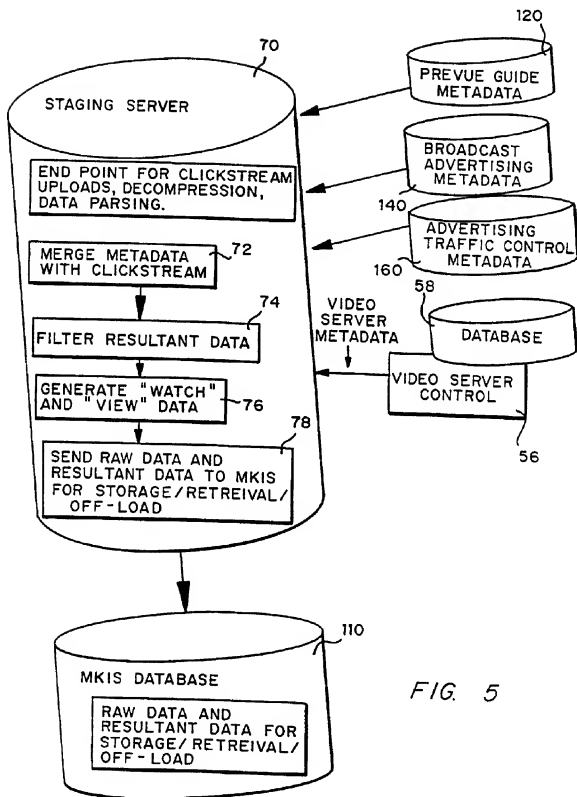 70
STAGING SERVER
END POINT FOR CLICKSTREAM
UPLOADS, DECOMPRESSION,
DATA PARSING.
72
MERGE METADATA
WITH CLICKSTREAM
74
FILTER RESULTANT DATA
GENERATE "WATCH"
AND "VIEW" DATA
76
78
SEND RAW DATA AND
RESULTANT DATA TO MKIS
FOR STORAGE/RETREIVAL/
OFF-LOAD
120
PREVUE GUIDE
METADATA
BROADCAST
ADVERTISING
METADATA
140
ADVERTISING
TRAFFIC CONTROL
METADATA
160
VIDEO
SERVER
METADATA
58
DATABASE
VIDEO SERVER
CONTROL
56
110
MKIS DATABASE
RAW DATA AND
RESULTANT DATA FOR
STORAGE/RETREIVAL/
OFF-LOAD
FIG. 5